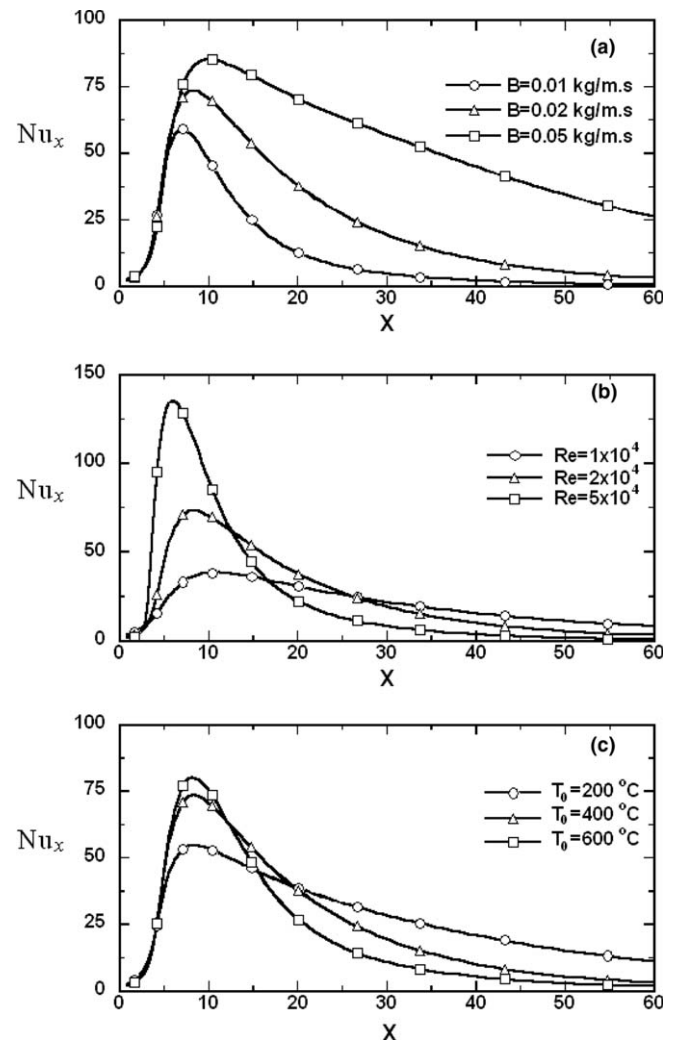 100
(a)
B=0.01 kg/m.s
75
B=0.02 kg/m.s
B=0.05 kg/m.s
Nuₓ
50
25
0
0 10 20 30 40 50 60
X
150
(b)
Re=1x10⁴
100
Re=2x10⁴
Re=5x10⁴
Nuₓ
50
0
0 10 20 30 40 50 60
X
100
(c)
75
T₀=200 °C
T₀=400 °C
T₀=600 °C
Nuₓ
50
25
0
0 10 20 30 40 50 60
X